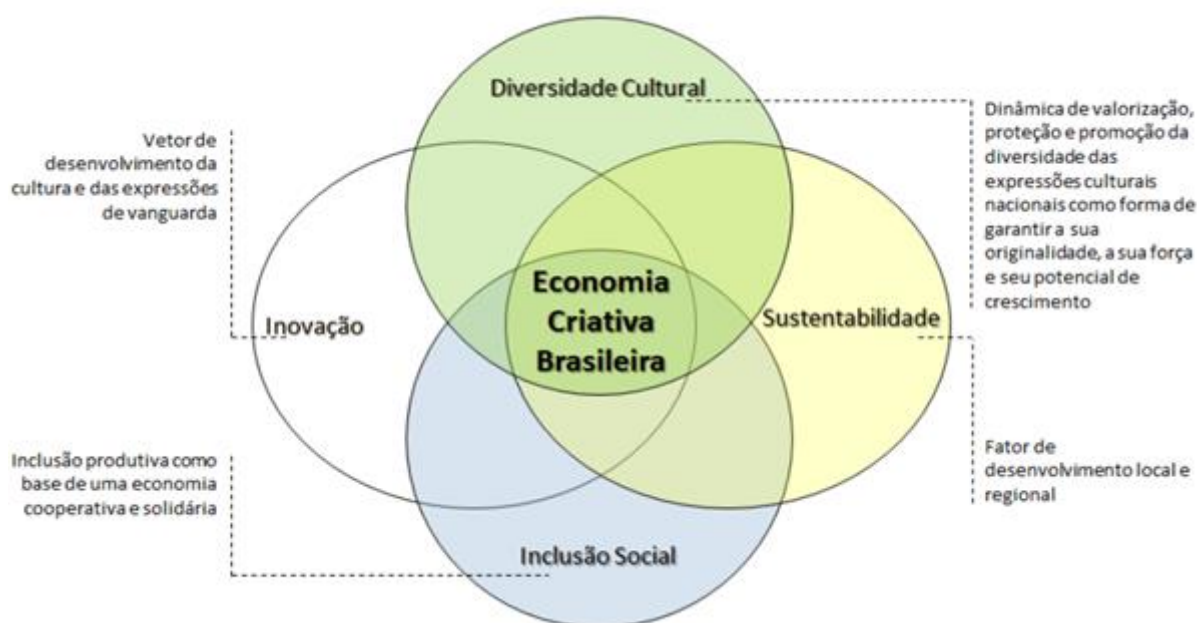 Diversidade Cultural
Vetor de
desenvolvimento da
cultura e das expressões
de vanguarda
Dinâmica de valorização,
proteção e promoção da
diversidade das
expressões culturais
nacionais como forma de
garantir a sua
originalidade, a sua força
e seu potencial de
crescimento
Inovação
Economia
Criativa
Brasileira
Sustentabilidade
Inclusão produtiva como
base de uma economia
cooperativa e solidária
Fator de
desenvolvimento local e
regional
Inclusão Social